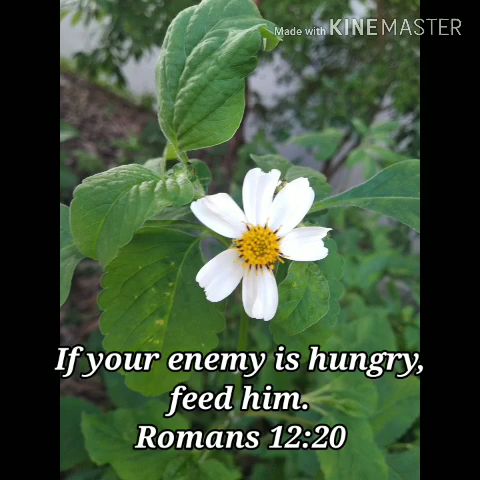 Made with KINEMASTER
If your enemy is hungry,
feed him.
Romans 12:20